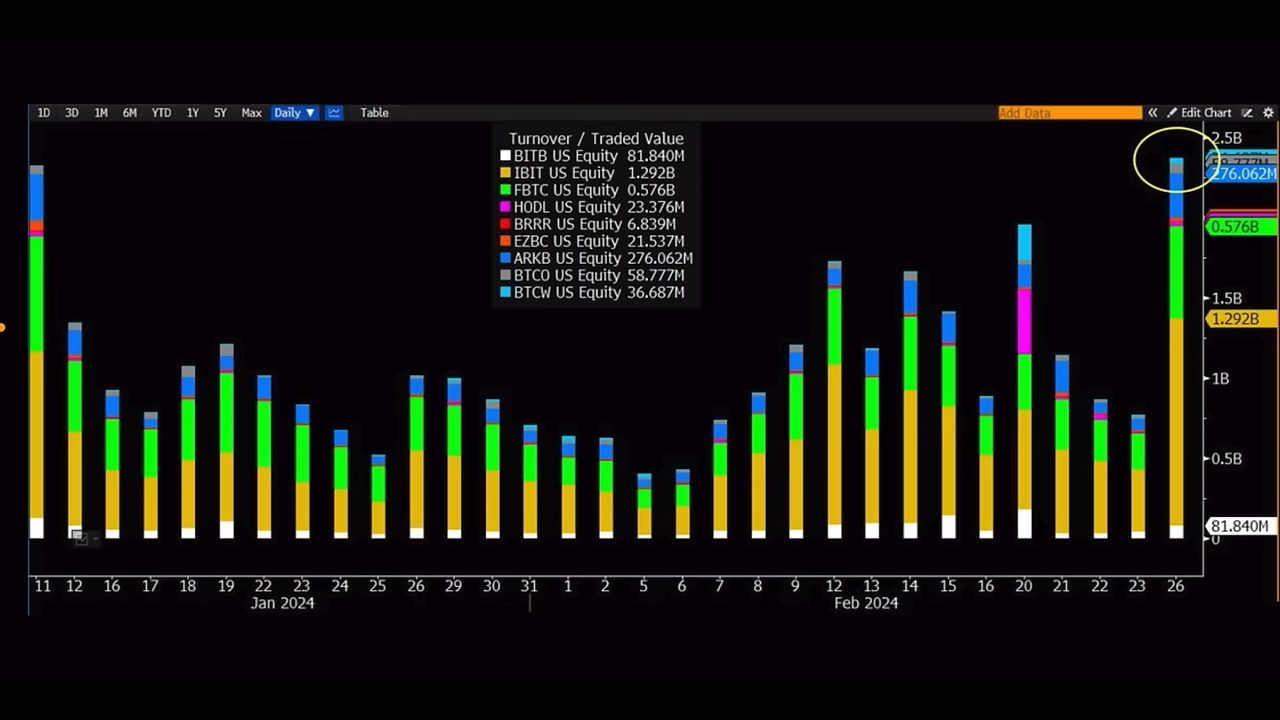 1D 3D 1M 6M YTD 1Y 5Y Max Daily ▼ Table Add Data « Edit Chart
Turnover / Traded Value
BITB US Equity 81.840M
IBIT US Equity 1.292B
FBTC US Equity 0.576B
HODL US Equity 23.376M
BRRR US Equity 6.839M
EZBC US Equity 21.537M
ARKB US Equity 276.062M
BTCO US Equity 58.777M
BTCW US Equity 36.687M
2.5B
276.062M
0.576B
1.5B
1.292B
1B
0.5B
81.840M
0
11 12 16 17 18 19 22 23 24 25 26 29 30 31 1 2 5 6 7 8 9 12 13 14 15 16 20 21 22 23 26
Jan 2024 Feb 2024